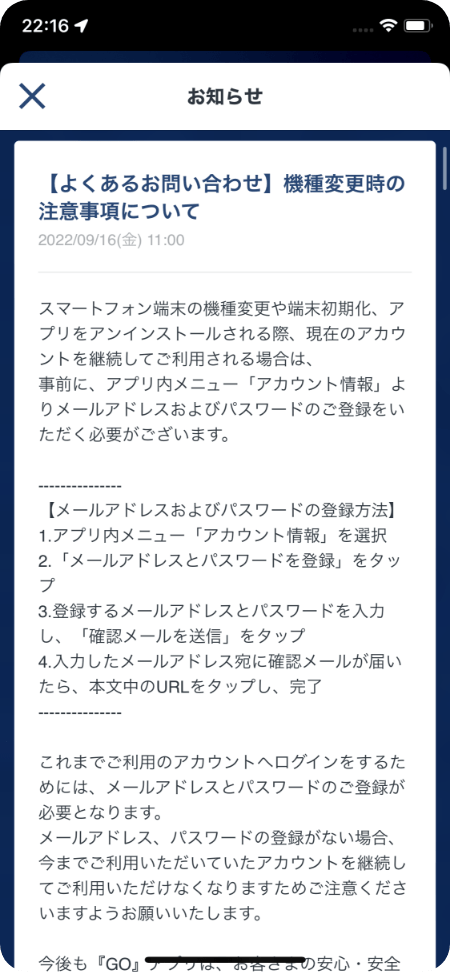 22:16
お知らせ
【よくあるお問い合わせ】機種変更時の
注意事項について
2022/09/16(金) 11:00
スマートフォン端末の機種変更や端末初期化、ア
プリをアンインストールされる際、現在のアカウ
ントを継続してご利用される場合は、
事前に、アプリ内メニュー「アカウント情報」よ
りメールアドレスおよびパスワードのご登録をい
ただく必要がございます。
---------------
【メールアドレスおよびパスワードの登録方法】
1.アプリ内メニュー「アカウント情報」を選択
2.「メールアドレスとパスワードを登録」をタッ
プ
3.登録するメールアドレスとパスワードを入力
し、「確認メールを送信」をタップ
4.入力したメールアドレス宛に確認メールが届い
たら、本文中のURLをタップし、完了
---------------
これまでご利用のアカウントへログインをするた
めには、メールアドレスとパスワードのご登録が
必要となります。
メールアドレス、パスワードの登録がない場合、
今までご利用いただいていたアカウントを継続し
てご利用いただけなくなりますためご注意くださ
いますようお願いいたします。
今後も『GO』アプリは、お客さまの安心・安全